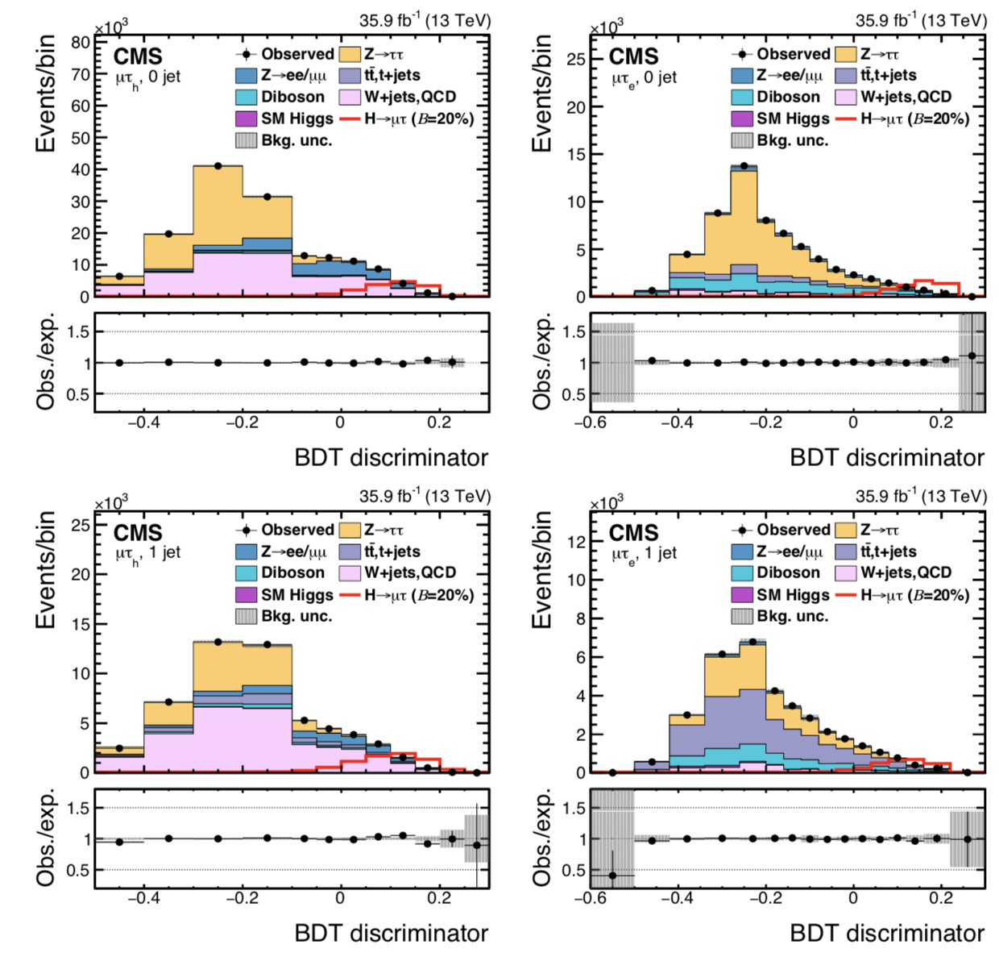 35.9 fb⁻¹ (13 TeV)
×10³
Events/bin
80
70
60
50
40
30
20
10
0
CMS
μτₕ, 0 jet
Observed
Z→ττ
Z→ee/μμ
tt̄,t+jets
Diboson
W+jets,QCD
SM Higgs
H→μτ (B=20%)
Bkg. unc.
Obs./exp.
1.5
1
0.5
−0.4
−0.2
0
0.2
BDT discriminator
35.9 fb⁻¹ (13 TeV)
×10³
Events/bin
25
20
15
10
5
0
CMS
μτₑ, 0 jet
Observed
Z→ττ
Z→ee/μμ
tt̄,t+jets
Diboson
W+jets,QCD
SM Higgs
H→μτ (B=20%)
Bkg. unc.
Obs./exp.
1.5
1
0.5
−0.6
−0.4
−0.2
0
0.2
BDT discriminator
35.9 fb⁻¹ (13 TeV)
×10³
Events/bin
25
20
15
10
5
0
CMS
μτₕ, 1 jet
Observed
Z→ττ
Z→ee/μμ
tt̄,t+jets
Diboson
W+jets,QCD
SM Higgs
H→μτ (B=20%)
Bkg. unc.
Obs./exp.
1.5
1
0.5
−0.4
−0.2
0
0.2
BDT discriminator
35.9 fb⁻¹ (13 TeV)
×10³
Events/bin
12
10
8
6
4
2
0
CMS
μτₑ, 1 jet
Observed
Z→ττ
Z→ee/μμ
tt̄,t+jets
Diboson
W+jets,QCD
SM Higgs
H→μτ (B=20%)
Bkg. unc.
Obs./exp.
1.5
1
0.5
−0.6
−0.4
−0.2
0
0.2
BDT discriminator